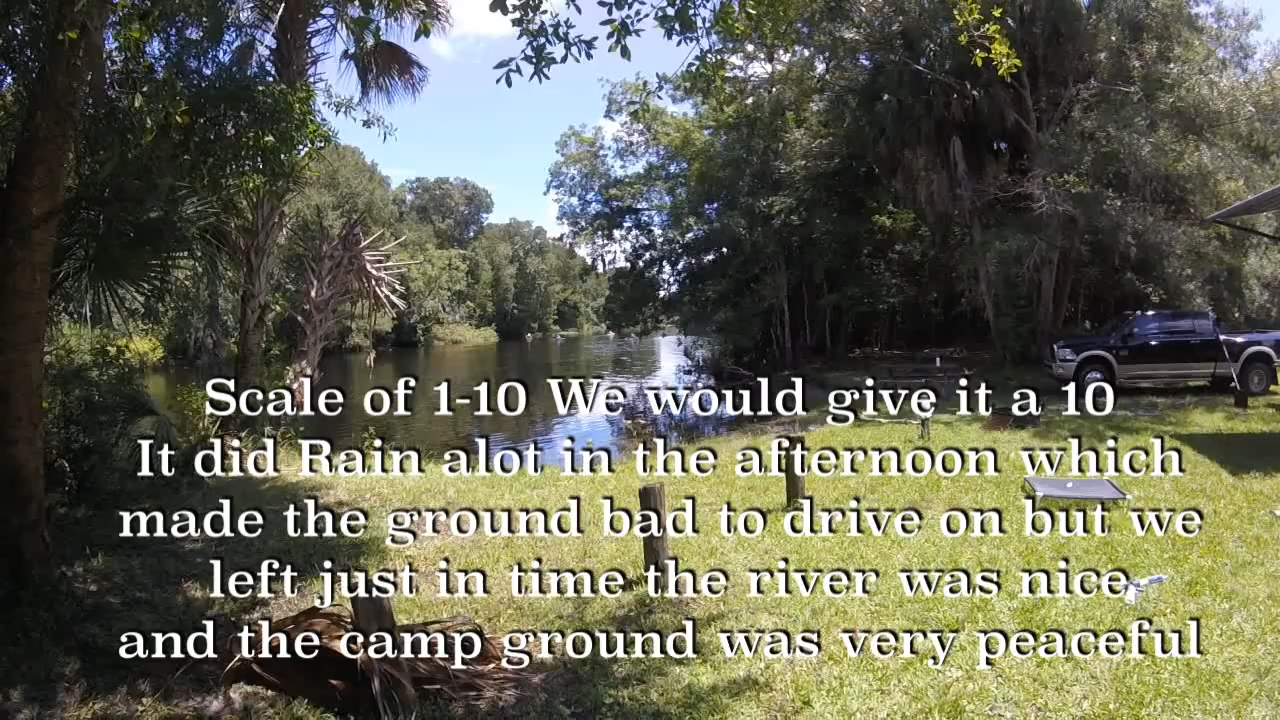 Scale of 1-10 We would give it a 10
It did Rain alot in the afternoon which
made the ground bad to drive on but we
left just in time the river was nice
and the camp ground was very peaceful